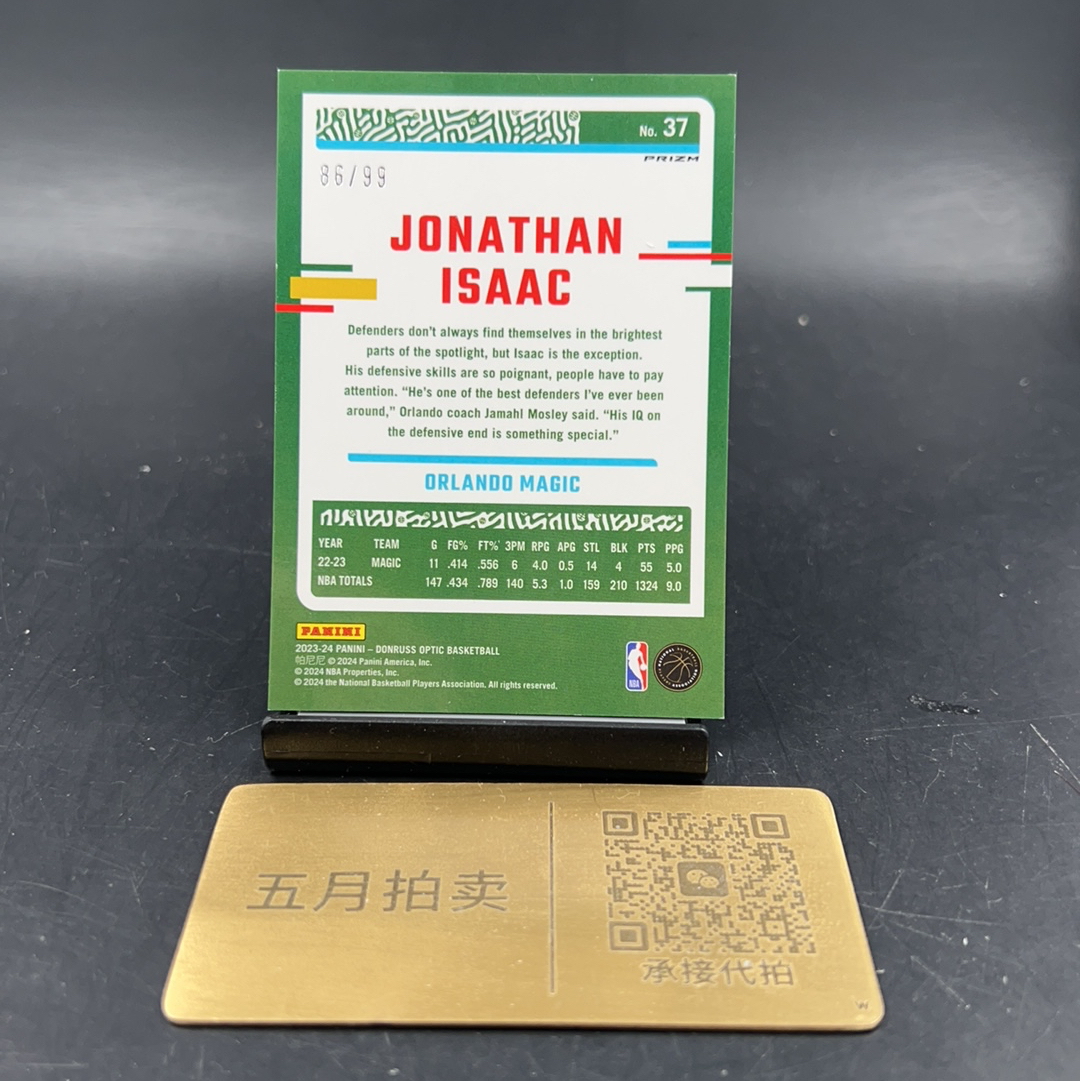 No. 37
PRIZM
86/99
JONATHAN
ISAAC
Defenders don't always find themselves in the brightest
parts of the spotlight, but Isaac is the exception.
His defensive skills are so poignant, people have to pay
attention. “He's one of the best defenders I've ever been
around,” Orlando coach Jamahl Mosley said. “His IQ on
the defensive end is something special.”
ORLANDO MAGIC
YEAR TEAM G FG% FT% 3PM RPG APG STL BLK PTS PPG
22-23 MAGIC 11 .414 .556 6 4.0 0.5 14 4 55 5.0
NBA TOTALS 147 .434 .789 140 5.3 1.0 159 210 1324 9.0
PANINI
2023-24 PANINI – DONRUSS OPTIC BASKETBALL
帕尼尼 © 2024 Panini America, Inc.
© 2024 NBA Properties, Inc.
© 2024 the National Basketball Players Association. All rights reserved.
NBA
NATIONAL BASKETBALL PLAYERS ASSOCIATION
五月拍卖
承接代拍
W